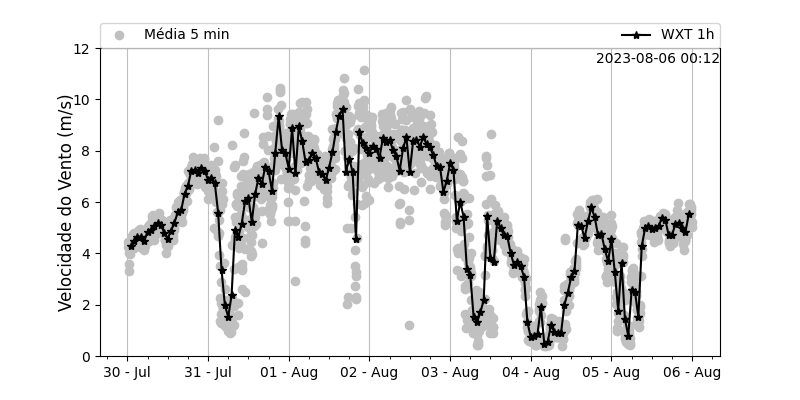 Média 5 min
WXT 1h
2023-08-06 00:12
Velocidade do Vento (m/s)
12
10
8
6
4
2
0
30 - Jul 31 - Jul 01 - Aug 02 - Aug 03 - Aug 04 - Aug 05 - Aug 06 - Aug